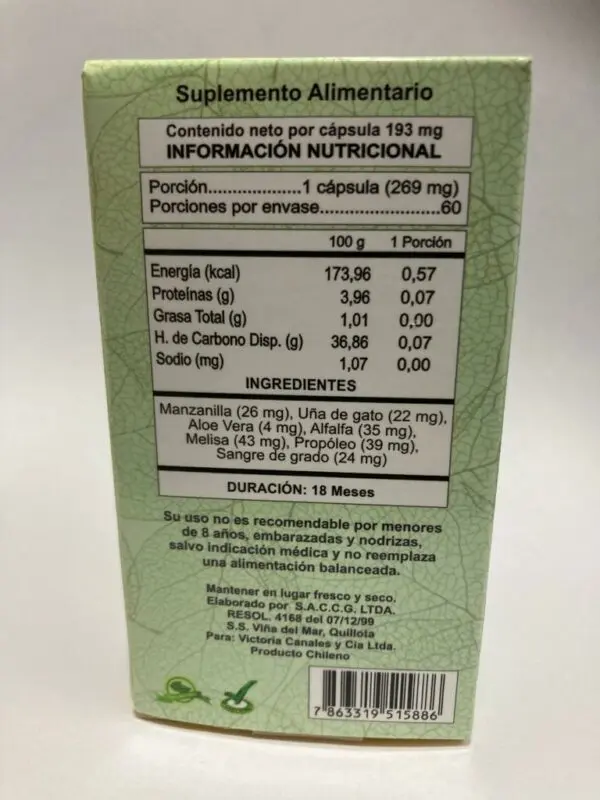 Suplemento Alimentario
Contenido neto por cápsula 193 mg
INFORMACIÓN NUTRICIONAL
Porción....................1 cápsula (269 mg)
Porciones por envase.......................60
100 g 1 Porción
Energía (kcal) 173,96 0,57
Proteínas (g) 3,96 0,07
Grasa Total (g) 1,01 0,00
H. de Carbono Disp. (g) 36,86 0,07
Sodio (mg) 1,07 0,00
INGREDIENTES
Manzanilla (26 mg), Uña de gato (22 mg),
Aloe Vera (4 mg), Alfalfa (35 mg),
Melisa (43 mg), Propóleo (39 mg),
Sangre de grado (24 mg)
DURACIÓN: 18 Meses
Su uso no es recomendable por menores
de 8 años, embarazadas y nodrizas,
salvo indicación médica y no reemplaza
una alimentación balanceada.
Mantener en lugar fresco y seco.
Elaborado por S.A.C.C.G. LTDA.
RESOL. 4168 del 07/12/99
S.S. Viña del Mar, Quillota
Para: Victoria Canales y Cia Ltda.
Producto Chileno
7 863319 515886